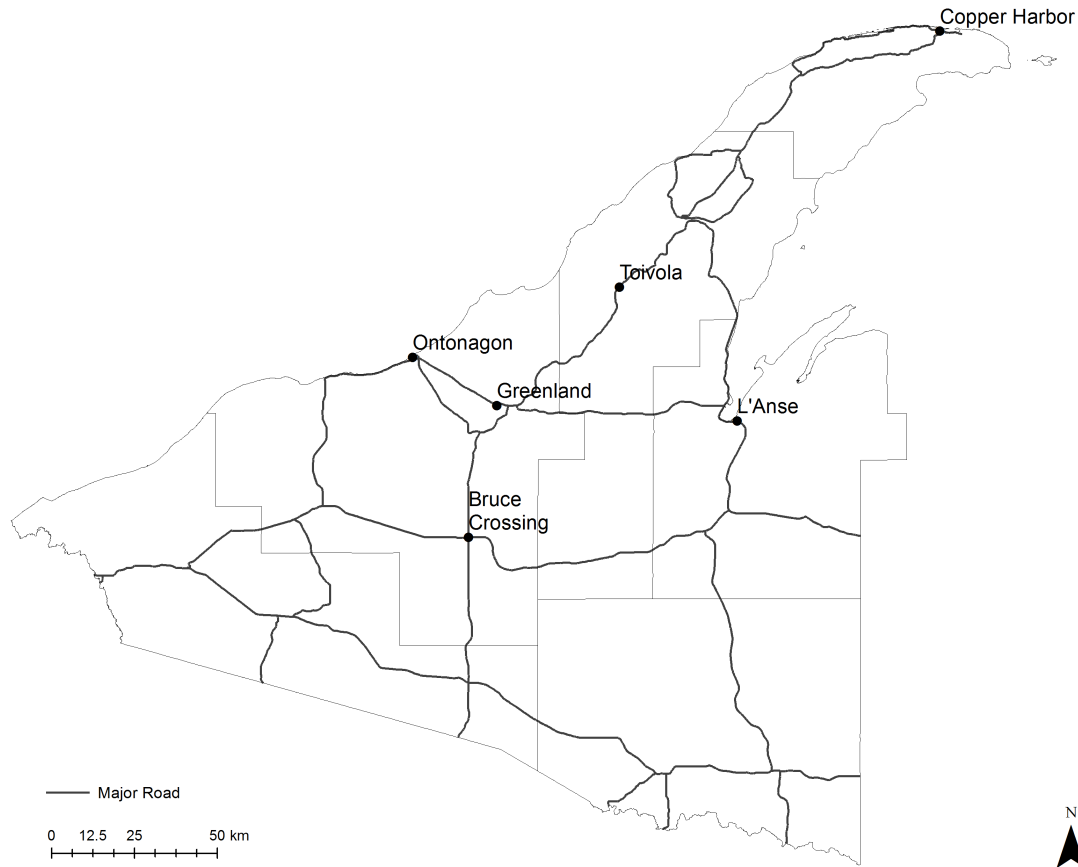 Copper Harbor
Toivola
Ontonagon
Greenland
L'Anse
Bruce
Crossing
Major Road
0 12.5 25 50 km
N